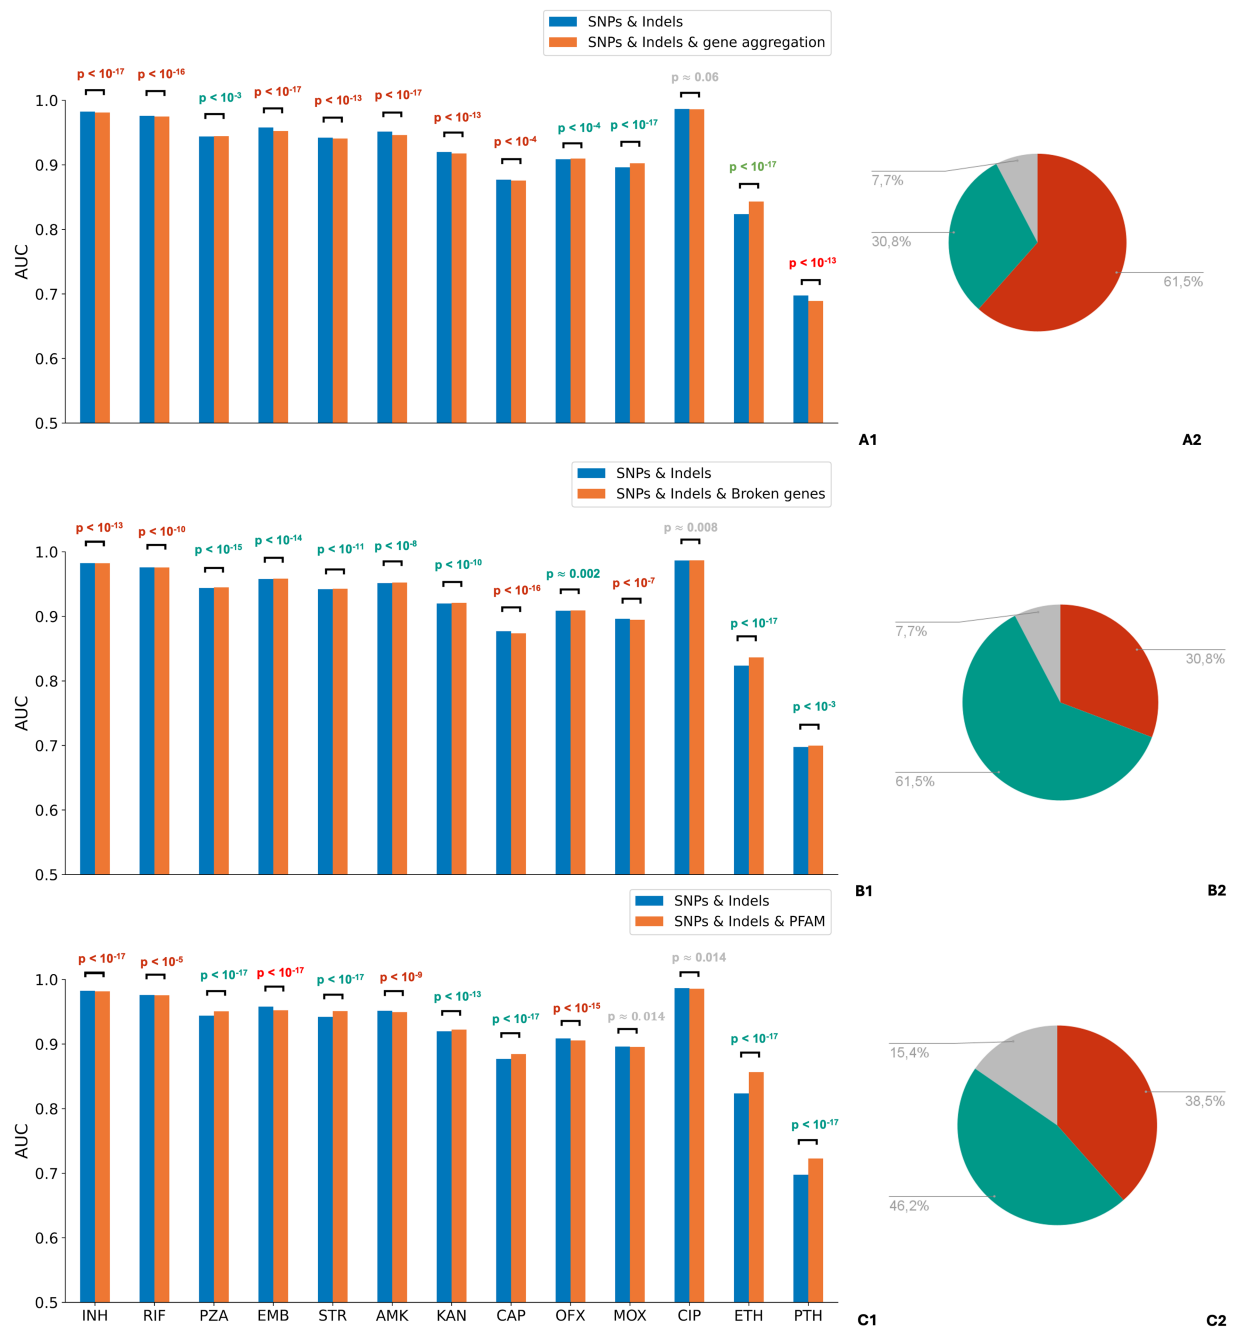 SNPs & Indels
SNPs & Indels & gene aggregation
p < 10-17
p < 10-16
p < 10-3
p < 10-17
p < 10-13
p < 10-17
p < 10-13
p < 10-4
p < 10-4
p < 10-17
p ≈ 0.06
p < 10-17
p < 10-13
AUC
1.0
0.9
0.8
0.7
0.6
0.5
7,7%
30,8%
61,5%
A1
A2
SNPs & Indels
SNPs & Indels & Broken genes
p < 10-13
p < 10-10
p < 10-15
p < 10-14
p < 10-11
p < 10-8
p < 10-10
p < 10-16
p ≈ 0.002
p < 10-7
p ≈ 0.008
p < 10-17
p < 10-3
AUC
1.0
0.9
0.8
0.7
0.6
0.5
7,7%
30,8%
61,5%
B1
B2
SNPs & Indels
SNPs & Indels & PFAM
p < 10-17
p < 10-5
p < 10-17
p < 10-17
p < 10-17
p < 10-9
p < 10-13
p < 10-17
p < 10-15
p ≈ 0.014
p ≈ 0.014
p < 10-17
p < 10-17
AUC
1.0
0.9
0.8
0.7
0.6
0.5
INH RIF PZA EMB STR AMK KAN CAP OFX MOX CIP ETH PTH
15,4%
38,5%
46,2%
C1
C2